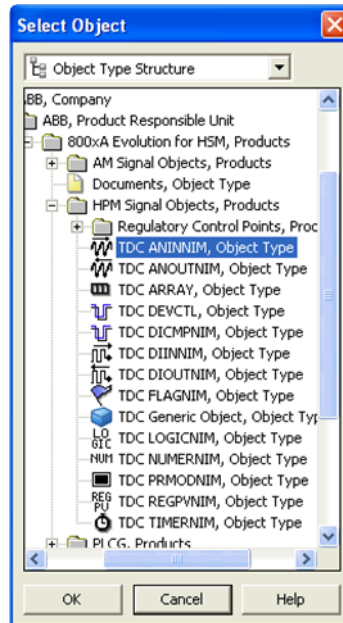 Select Object
Object Type Structure
BB, Company
ABB, Product Responsible Unit
800xA Evolution for HSM, Products
AM Signal Objects, Products
Documents, Object Type
HPM Signal Objects, Products
Regulatory Control Points, Proc
TDC ANINNIM, Object Type
TDC ANOUTNIM, Object Type
TDC ARRAY, Object Type
TDC DEVCTL, Object Type
TDC DICMPNIM, Object Type
TDC DIINNIM, Object Type
TDC DIOUTNIM, Object Type
TDC FLAGNIM, Object Type
TDC Generic Object, Object Typ
LO GIC TDC LOGICNIM, Object Type
NUM TDC NUMERNIM, Object Type
TDC PRMODNIM, Object Type
REG PV TDC REGPVNIM, Object Type
TDC TIMERNIM, Object Type
PLCG, Products
OK Cancel Help